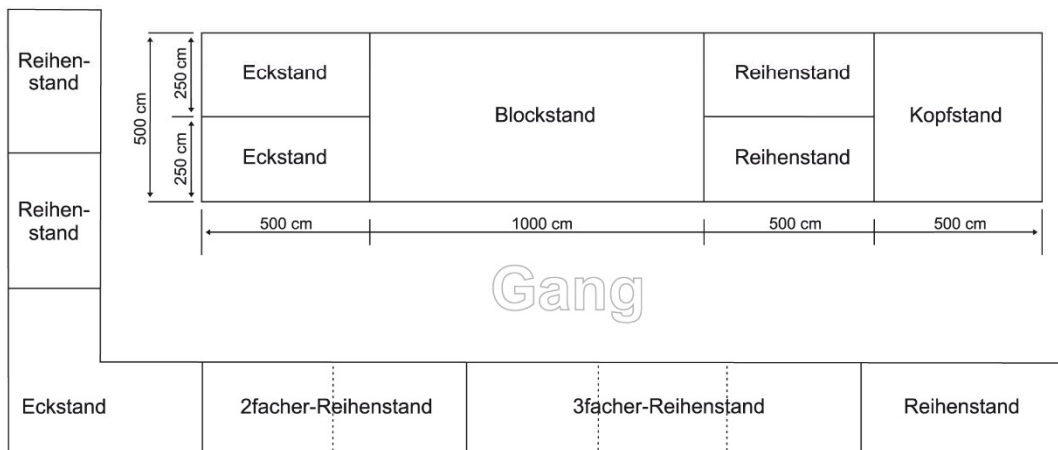 Reihen-
stand
500 cm
250 cm
250 cm
Eckstand
Eckstand
Blockstand
Reihenstand
Reihenstand
Kopfstand
Reihen-
stand
500 cm
1000 cm
500 cm
500 cm
Gang
Eckstand
2facher-Reihenstand
3facher-Reihenstand
Reihenstand